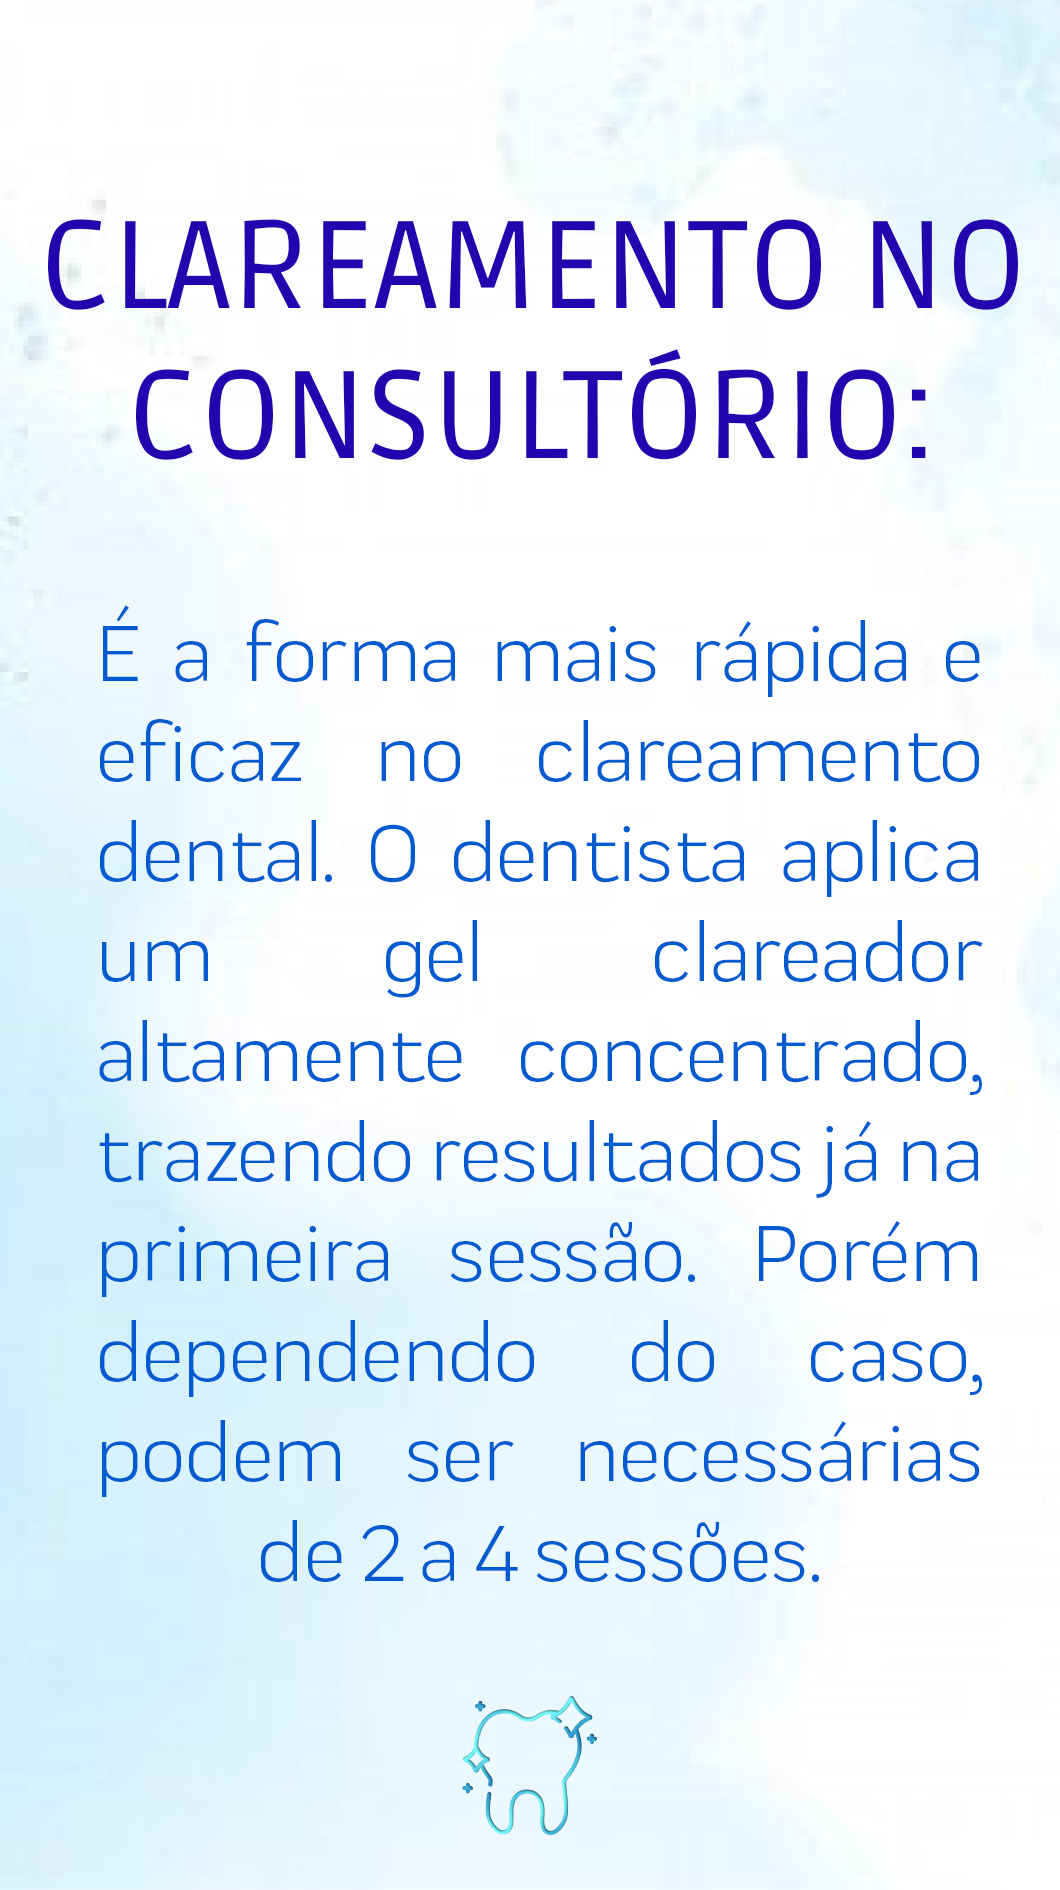 CLAREAMENTO NO
CONSULTÓRIO:
É a forma mais rápida e
eficaz no clareamento
dental. O dentista aplica
um gel clareador
altamente concentrado,
trazendo resultados já na
primeira sessão. Porém
dependendo do caso,
podem ser necessárias
de 2 a 4 sessões.